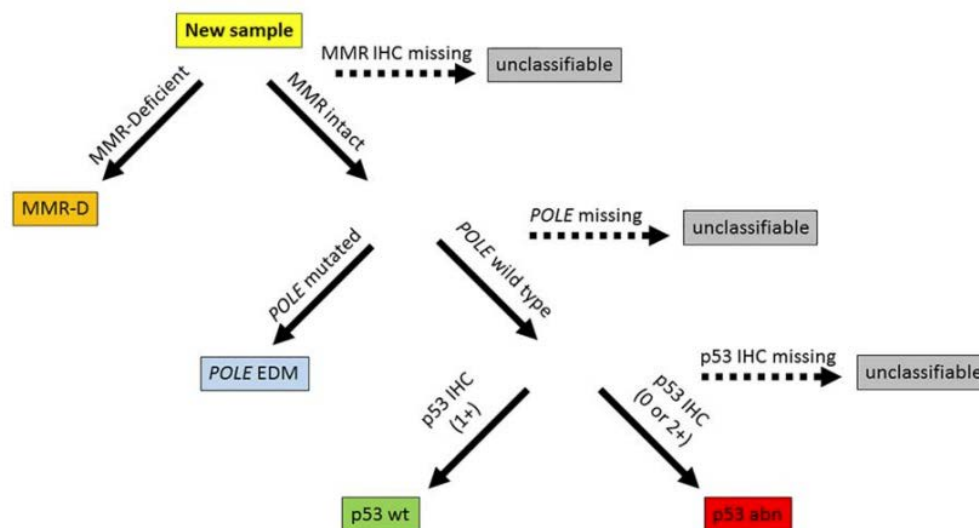 New sample
MMR IHC missing
unclassifiable
MMR-Deficient
MMR intact
MMR-D
POLE missing
unclassifiable
POLE mutated
POLE wild type
POLE EDM
p53 IHC missing
unclassifiable
p53 IHC
(1+)
p53 IHC
(0 or 2+)
p53 wt
p53 abn